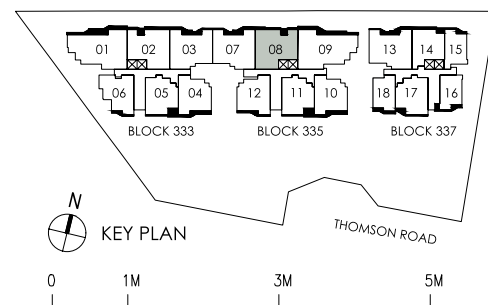 01 02 03 07 08 09 13 14 15
06 05 04 12 11 10 18 17 16
BLOCK 333 BLOCK 335 BLOCK 337
THOMSON ROAD
N
KEY PLAN
0 1M 3M 5M